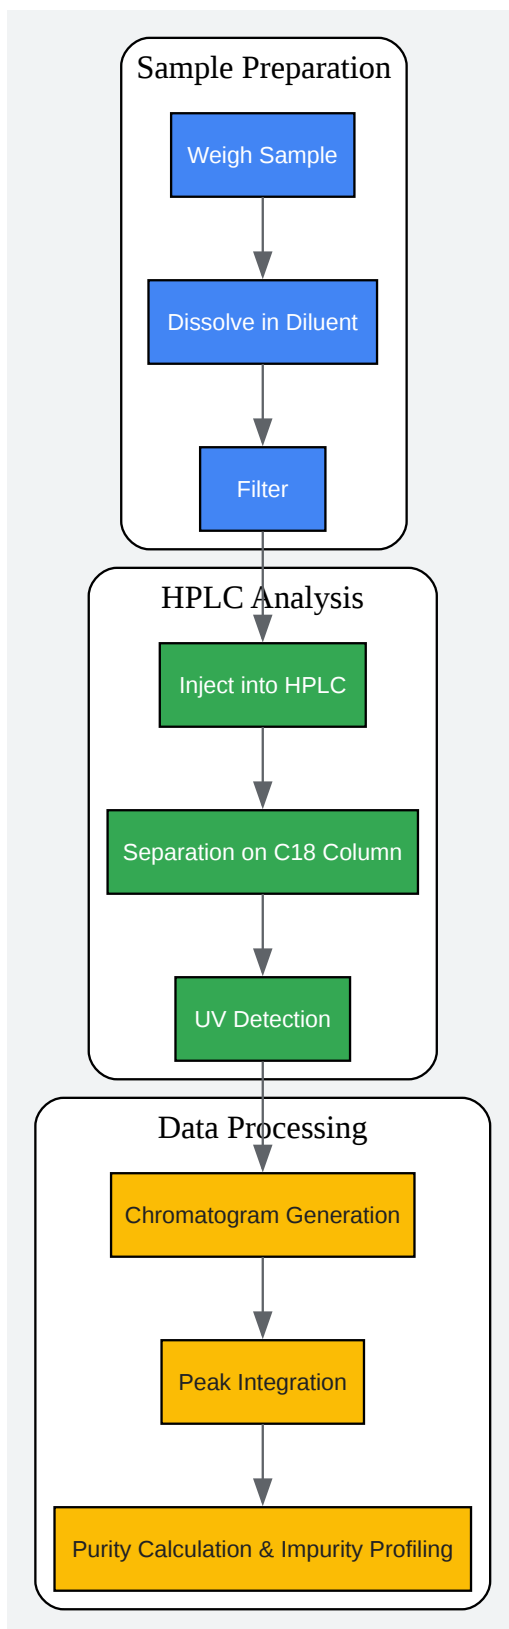 Sample Preparation
Weigh Sample
Dissolve in Diluent
Filter
HPLC Analysis
Inject into HPLC
Separation on C18 Column
UV Detection
Data Processing
Chromatogram Generation
Peak Integration
Purity Calculation & Impurity Profiling